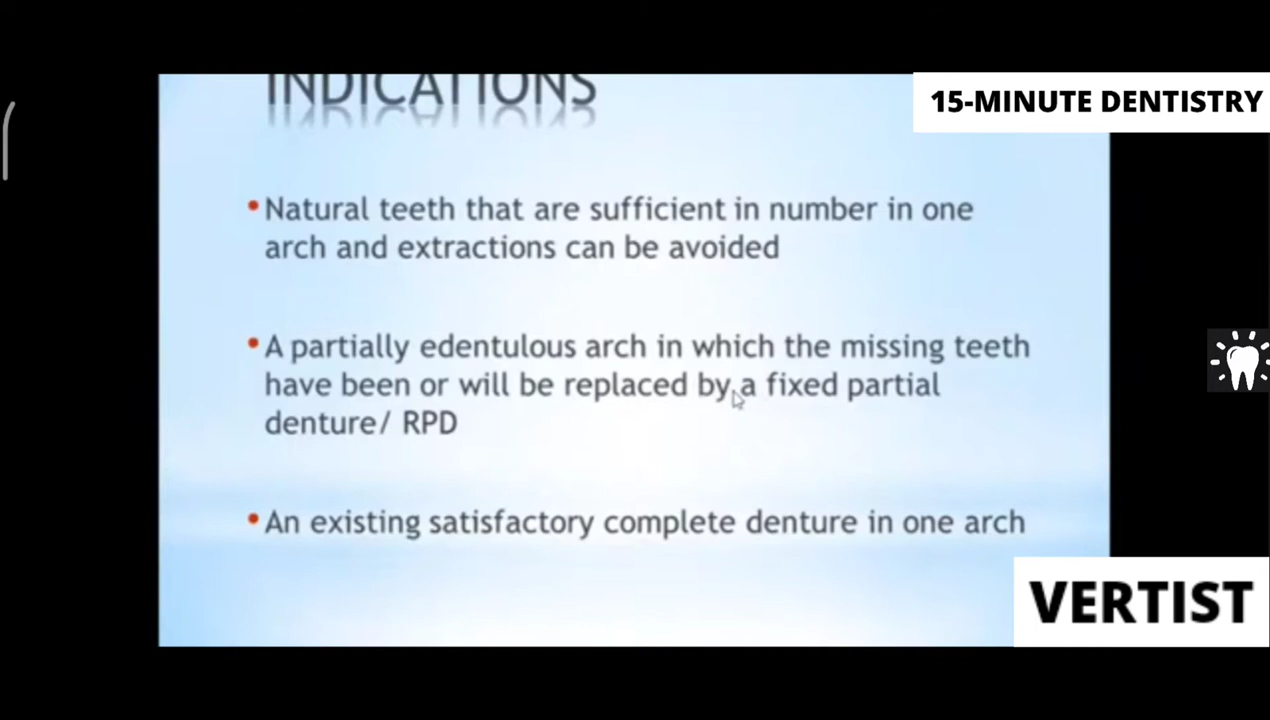 INDICATIONS
15-MINUTE DENTISTRY
•Natural teeth that are sufficient in number in one
arch and extractions can be avoided
•A partially edentulous arch in which the missing teeth
have been or will be replaced by a fixed partial
denture/ RPD
•An existing satisfactory complete denture in one arch
VERTIST